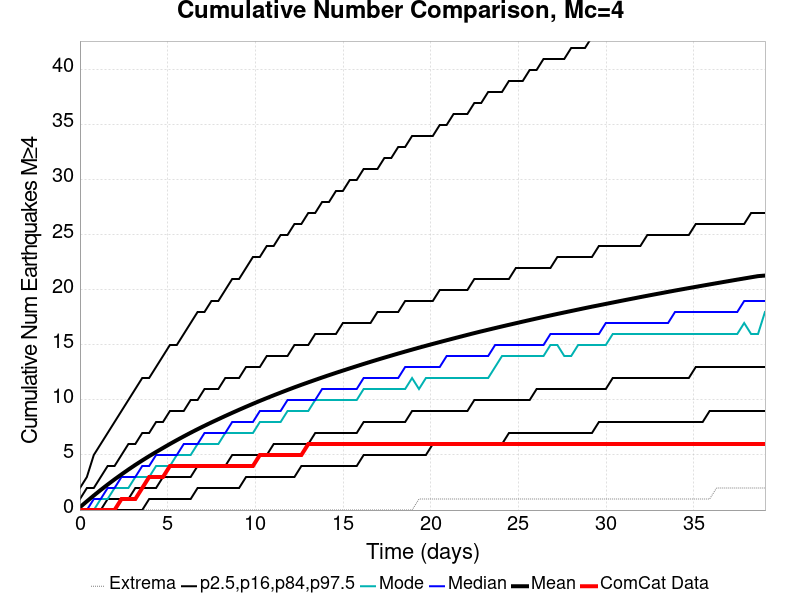 Cumulative Number Comparison, Mc=4
Cumulative Num Earthquakes M≥4
40
35
30
25
20
15
10
5
0
0 5 10 15 20 25 30 35
Time (days)
Extrema p2.5,p16,p84,p97.5 Mode Median Mean ComCat Data